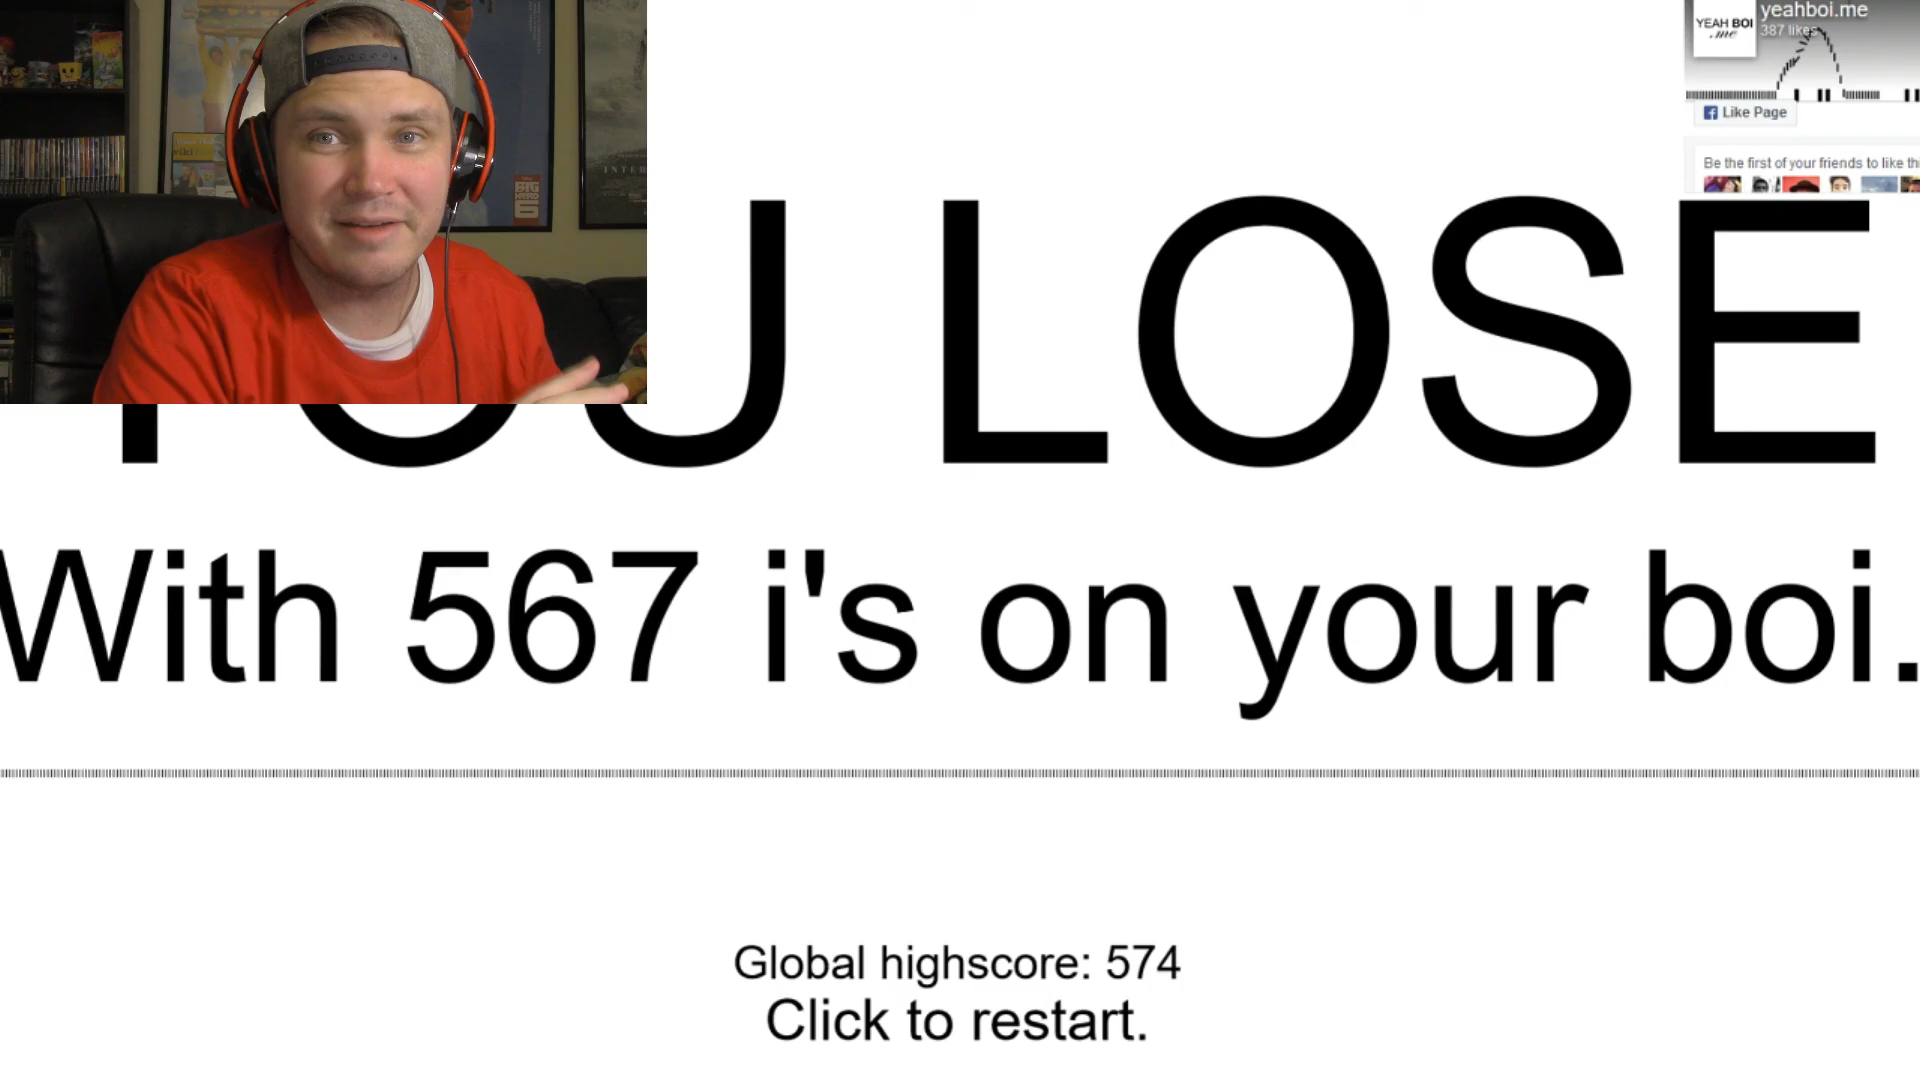 YEAH BOI
.me
yeahboi.me
387 likes
Like Page
Be the first of your friends to like
BIG
HERO
6
INTER
YOU LOSE
With 567 i's on your boi.
Global highscore: 574
Click to restart.